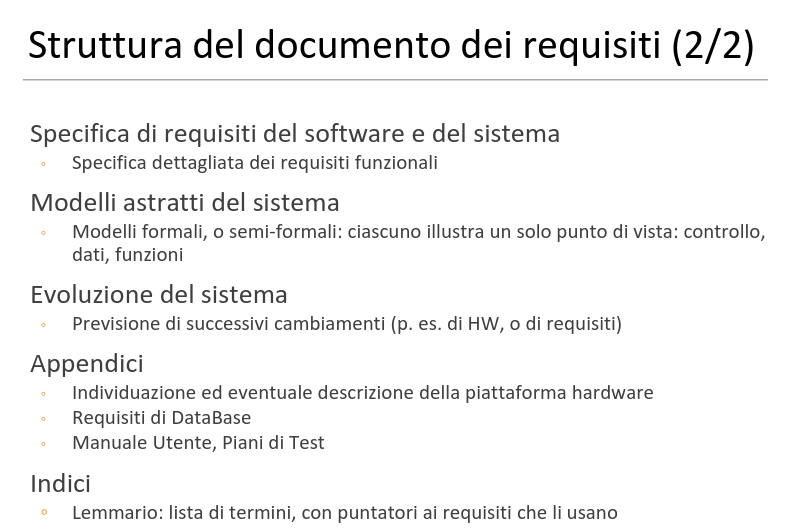 Struttura del documento dei requisiti (2/2)
Specifica di requisiti del software e del sistema
◦ Specifica dettagliata dei requisiti funzionali
Modelli astratti del sistema
◦ Modelli formali, o semi-formali: ciascuno illustra un solo punto di vista: controllo,
dati, funzioni
Evoluzione del sistema
◦ Previsione di successivi cambiamenti (p. es. di HW, o di requisiti)
Appendici
◦ Individuazione ed eventuale descrizione della piattaforma hardware
◦ Requisiti di DataBase
◦ Manuale Utente, Piani di Test
Indici
◦ Lemmario: lista di termini, con puntatori ai requisiti che li usano